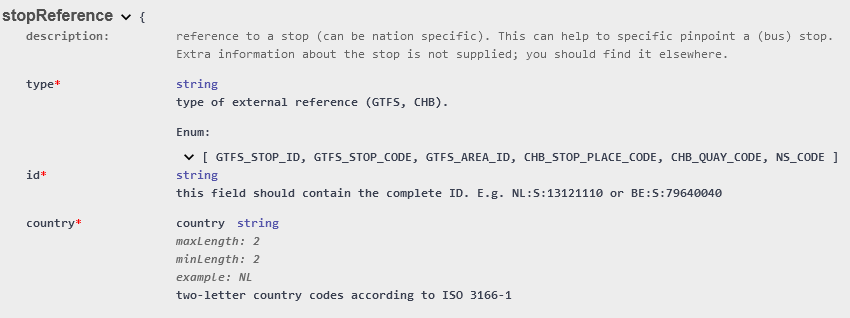 stopReference {
description: reference to a stop (can be nation specific). This can help to specific pinpoint a (bus) stop.
Extra information about the stop is not supplied; you should find it elsewhere.
type* string
type of external reference (GTFS, CHB).
Enum:
[ GTFS_STOP_ID, GTFS_STOP_CODE, GTFS_AREA_ID, CHB_STOP_PLACE_CODE, CHB_QUAY_CODE, NS_CODE ]
id* string
this field should contain the complete ID. E.g. NL:S:13121110 or BE:S:79640040
country* country string
maxLength: 2
minLength: 2
example: NL
two-letter country codes according to ISO 3166-1